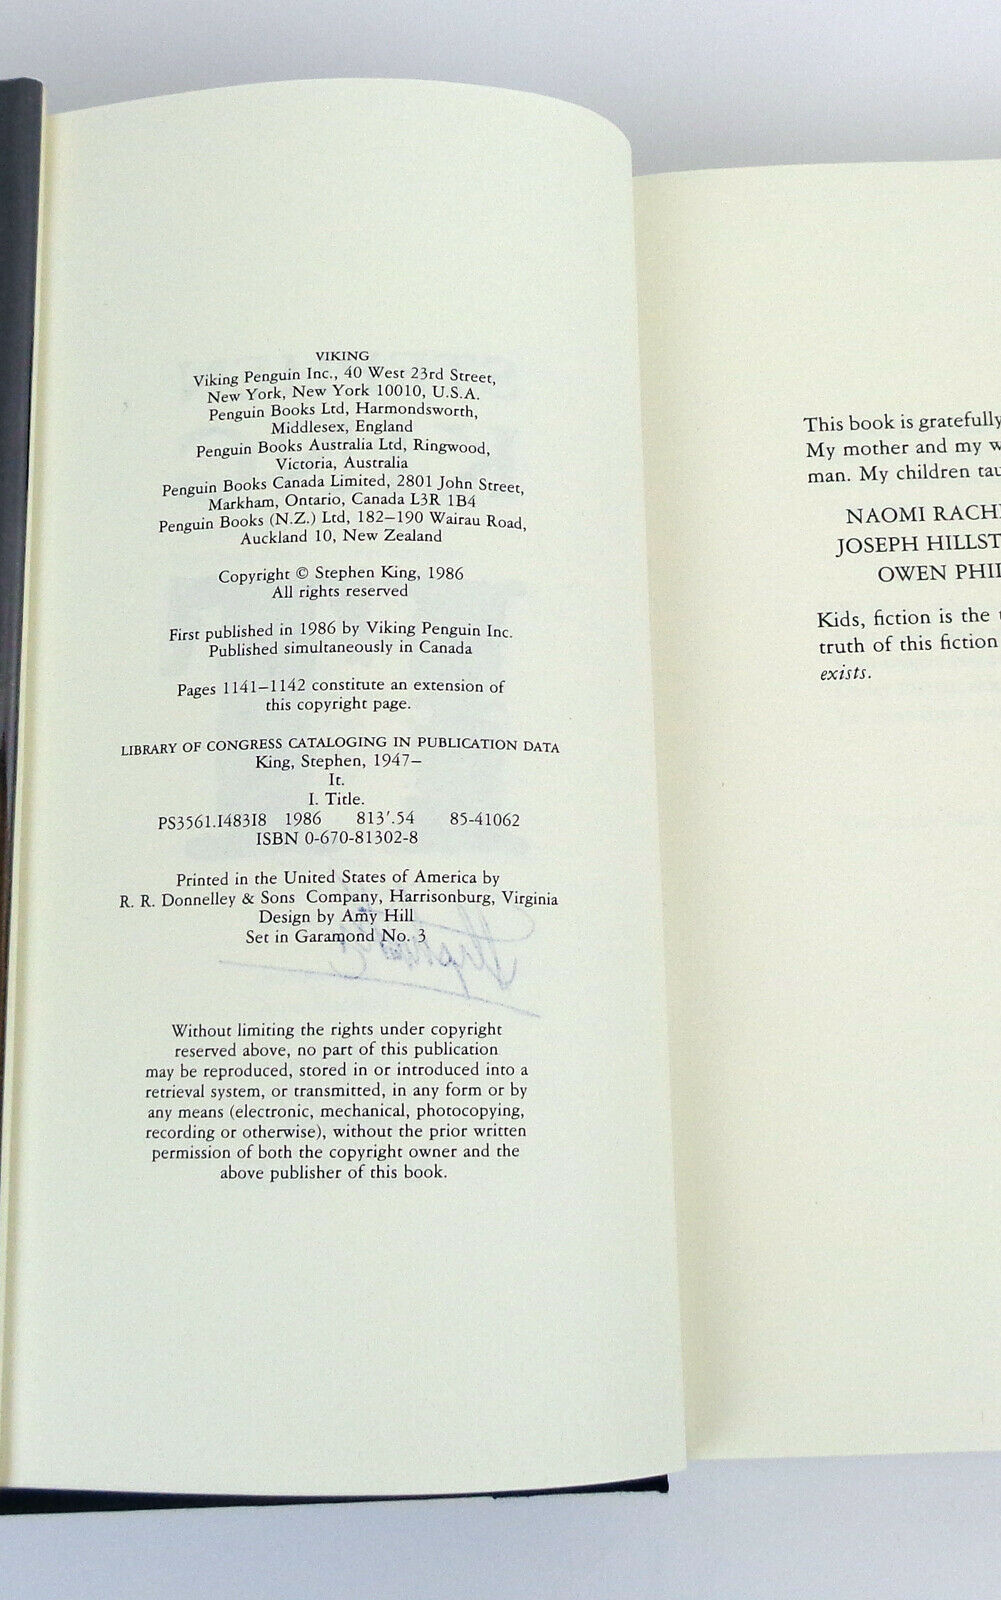 VIKING
Viking Penguin Inc., 40 West 23rd Street,
New York, New York 10010, U.S.A.
Penguin Books Ltd, Harmondsworth,
Middlesex, England
Penguin Books Australia Ltd, Ringwood,
Victoria, Australia
Penguin Books Canada Limited, 2801 John Street,
Markham, Ontario, Canada L3R 1B4
Penguin Books (N.Z.) Ltd, 182–190 Wairau Road,
Auckland 10, New Zealand
Copyright © Stephen King, 1986
All rights reserved
First published in 1986 by Viking Penguin Inc.
Published simultaneously in Canada
Pages 1141–1142 constitute an extension of
this copyright page.
LIBRARY OF CONGRESS CATALOGING IN PUBLICATION DATA
King, Stephen, 1947–
It.
I. Title.
PS3561.I483I8 1986 813'.54 85-41062
ISBN 0-670-81302-8
Printed in the United States of America by
R. R. Donnelley & Sons Company, Harrisonburg, Virginia
Design by Amy Hill
Set in Garamond No. 3
Without limiting the rights under copyright
reserved above, no part of this publication
may be reproduced, stored in or introduced into a
retrieval system, or transmitted, in any form or by
any means (electronic, mechanical, photocopying,
recording or otherwise), without the prior written
permission of both the copyright owner and the
above publisher of this book.
This book is gratefully
My mother and my w
man. My children tau
NAOMI RACH
JOSEPH HILLST
OWEN PHIL
Kids, fiction is the
truth of this fiction
exists.